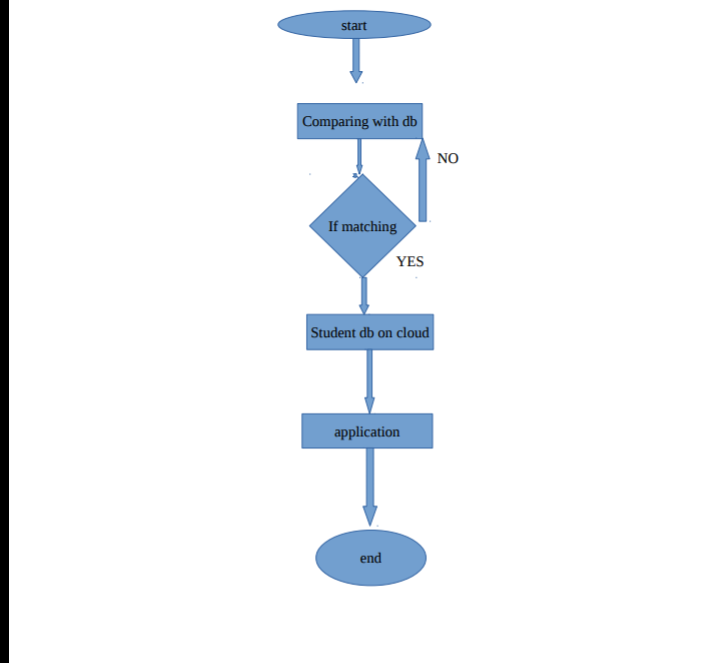 start
Comparing with db
NO
If matching
YES
Student db on cloud
application
end